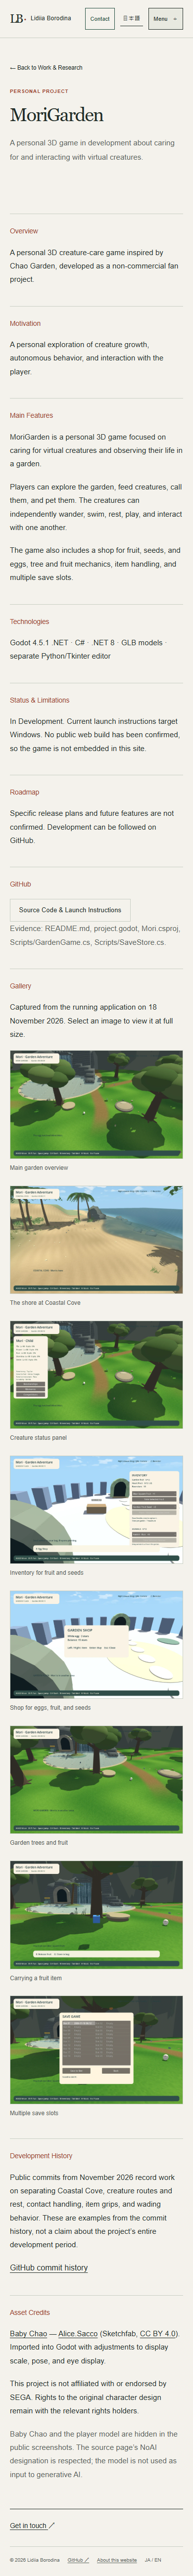 LB. Lidiia Borodina
Contact
日本語
Menu
← Back to Work & Research
PERSONAL PROJECT
MoriGarden
A personal 3D game in development about caring
for and interacting with virtual creatures.
Overview
A personal 3D creature-care game inspired by
Chao Garden, developed as a non-commercial fan
project.
Motivation
A personal exploration of creature growth,
autonomous behavior, and interaction with the
player.
Main Features
MoriGarden is a personal 3D game focused on
caring for virtual creatures and observing their life in
a garden.
Players can explore the garden, feed creatures, call
them, and pet them. The creatures can
independently wander, swim, rest, play, and interact
with one another.
The game also includes a shop for fruit, seeds, and
eggs, tree and fruit mechanics, item handling, and
multiple save slots.
Technologies
Godot 4.5.1 .NET · C# · .NET 8 · GLB models ·
separate Python/Tkinter editor
Status & Limitations
In Development. Current launch instructions target
Windows. No public web build has been confirmed,
so the game is not embedded in this site.
Roadmap
Specific release plans and future features are not
confirmed. Development can be followed on
GitHub.
GitHub
Source Code & Launch Instructions
Evidence: README.md, project.godot, Mori.csproj,
Scripts/GardenGame.cs, Scripts/SaveStore.cs.
Gallery
Captured from the running application on 18
November 2026. Select an image to view it at full
size.
Main garden overview
The shore at Coastal Cove
Creature status panel
INVENTORY
Inventory for fruit and seeds
GARDEN SHOP
Shop for eggs, fruit, and seeds
Garden trees and fruit
Carrying a fruit item
SAVE GAME
Multiple save slots
Development History
Public commits from November 2026 record work
on separating Coastal Cove, creature routes and
rest, contact handling, item grips, and wading
behavior. These are examples from the commit
history, not a claim about the project's entire
development period.
GitHub commit history
Asset Credits
Baby Chao — Alice.Sacco (Sketchfab, CC BY 4.0).
Imported into Godot with adjustments to display
scale, pose, and eye display.
This project is not affiliated with or endorsed by
SEGA. Rights to the original character design
remain with the relevant rights holders.
Baby Chao and the player model are hidden in the
public screenshots. The source page's NoAI
designation is respected; the model is not used as
input to generative AI.
Get in touch ↗
© 2026 Lidiia Borodina GitHub ↗ About this website JA / EN